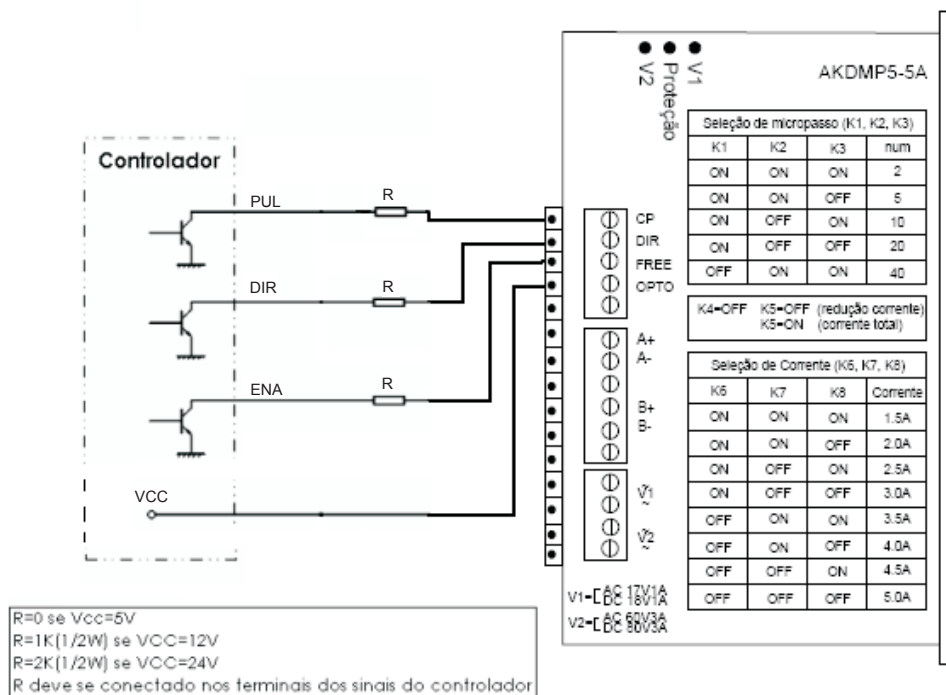 V2
Proteção
V1
AKDMP5-5A
Seleção de micropasso (K1, K2, K3)
K1 K2 K3 num
ON ON ON 2
ON ON OFF 5
ON OFF ON 10
ON OFF OFF 20
OFF ON ON 40
K4=OFF K5=OFF (redução corrente)
K5=ON (corrente total)
Seleção de Corrente (K6, K7, K8)
K6 K7 K8 Corrente
ON ON ON 1.5A
ON ON OFF 2.0A
ON OFF ON 2.5A
ON OFF OFF 3.0A
OFF ON ON 3.5A
OFF ON OFF 4.0A
OFF OFF ON 4.5A
OFF OFF OFF 5.0A
Controlador
PUL R
DIR R
ENA R
VCC
CP
DIR
FREE
OPTO
A+
A-
B+
B-
~
V1
~
~
V2
~
V1=[ AC 17V1A
DC 18V1A
V2=[ AC 60V3A
DC 80V3A
R=0 se Vcc=5V
R=1K(1/2W) se VCC=12V
R=2K(1/2W) se VCC=24V
R deve se conectado nos terminais dos sinais do controlador